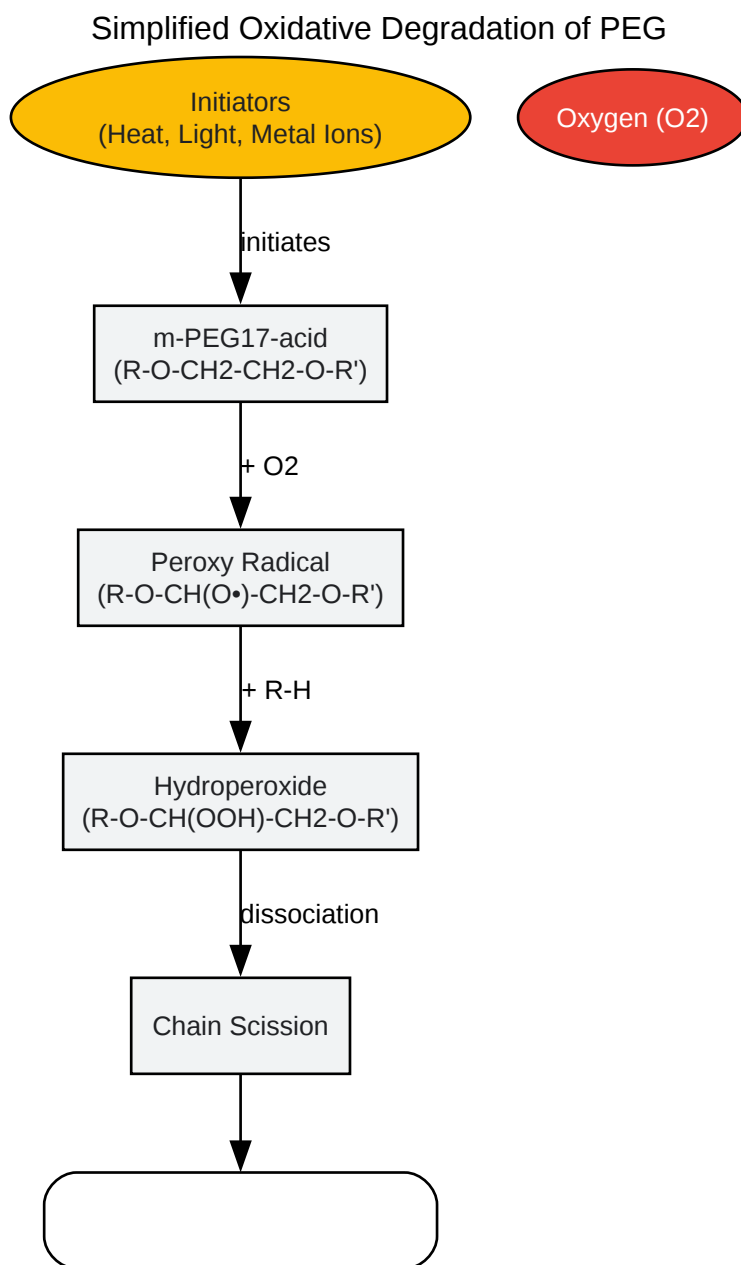 Simplified Oxidative Degradation of PEG
Initiators
(Heat, Light, Metal Ions)
Oxygen (O2)
initiates
m-PEG17-acid
(R-O-CH2-CH2-O-R')
+ O2
Peroxy Radical
(R-O-CH(O•)-CH2-O-R')
+ R-H
Hydroperoxide
(R-O-CH(OOH)-CH2-O-R')
dissociation
Chain Scission